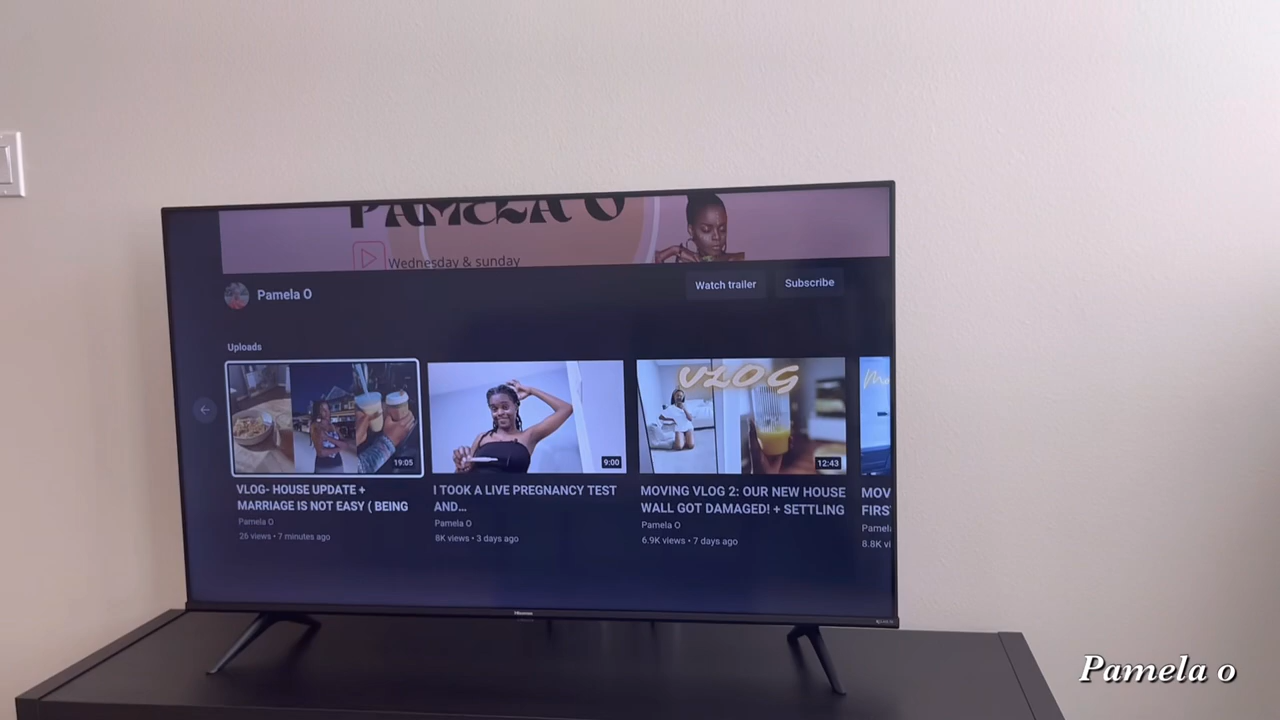 PAMELA O
Wednesday & sunday
Pamela O
Watch trailer
Subscribe
Uploads
VLOG
19:05
9:00
12:43
VLOG- HOUSE UPDATE +
MARRIAGE IS NOT EASY ( BEING
Pamela O
26 views • 7 minutes ago
I TOOK A LIVE PREGNANCY TEST
AND...
Pamela O
8K views • 3 days ago
MOVING VLOG 2: OUR NEW HOUSE
WALL GOT DAMAGED! + SETTLING
Pamela O
6.9K views • 7 days ago
MOV
FIRS
Pamela
8.8K vi
Hisense
Pamela o